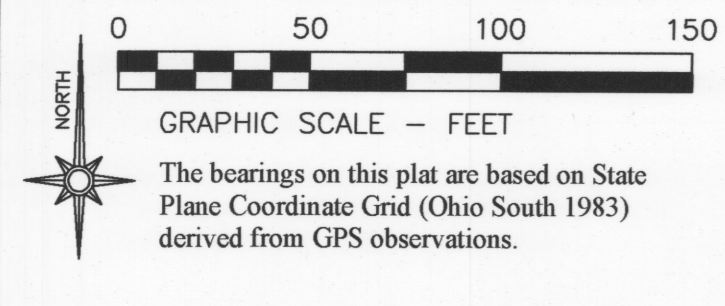 0 50 100 150
NORTH
GRAPHIC SCALE – FEET
The bearings on this plat are based on State
Plane Coordinate Grid (Ohio South 1983)
derived from GPS observations.